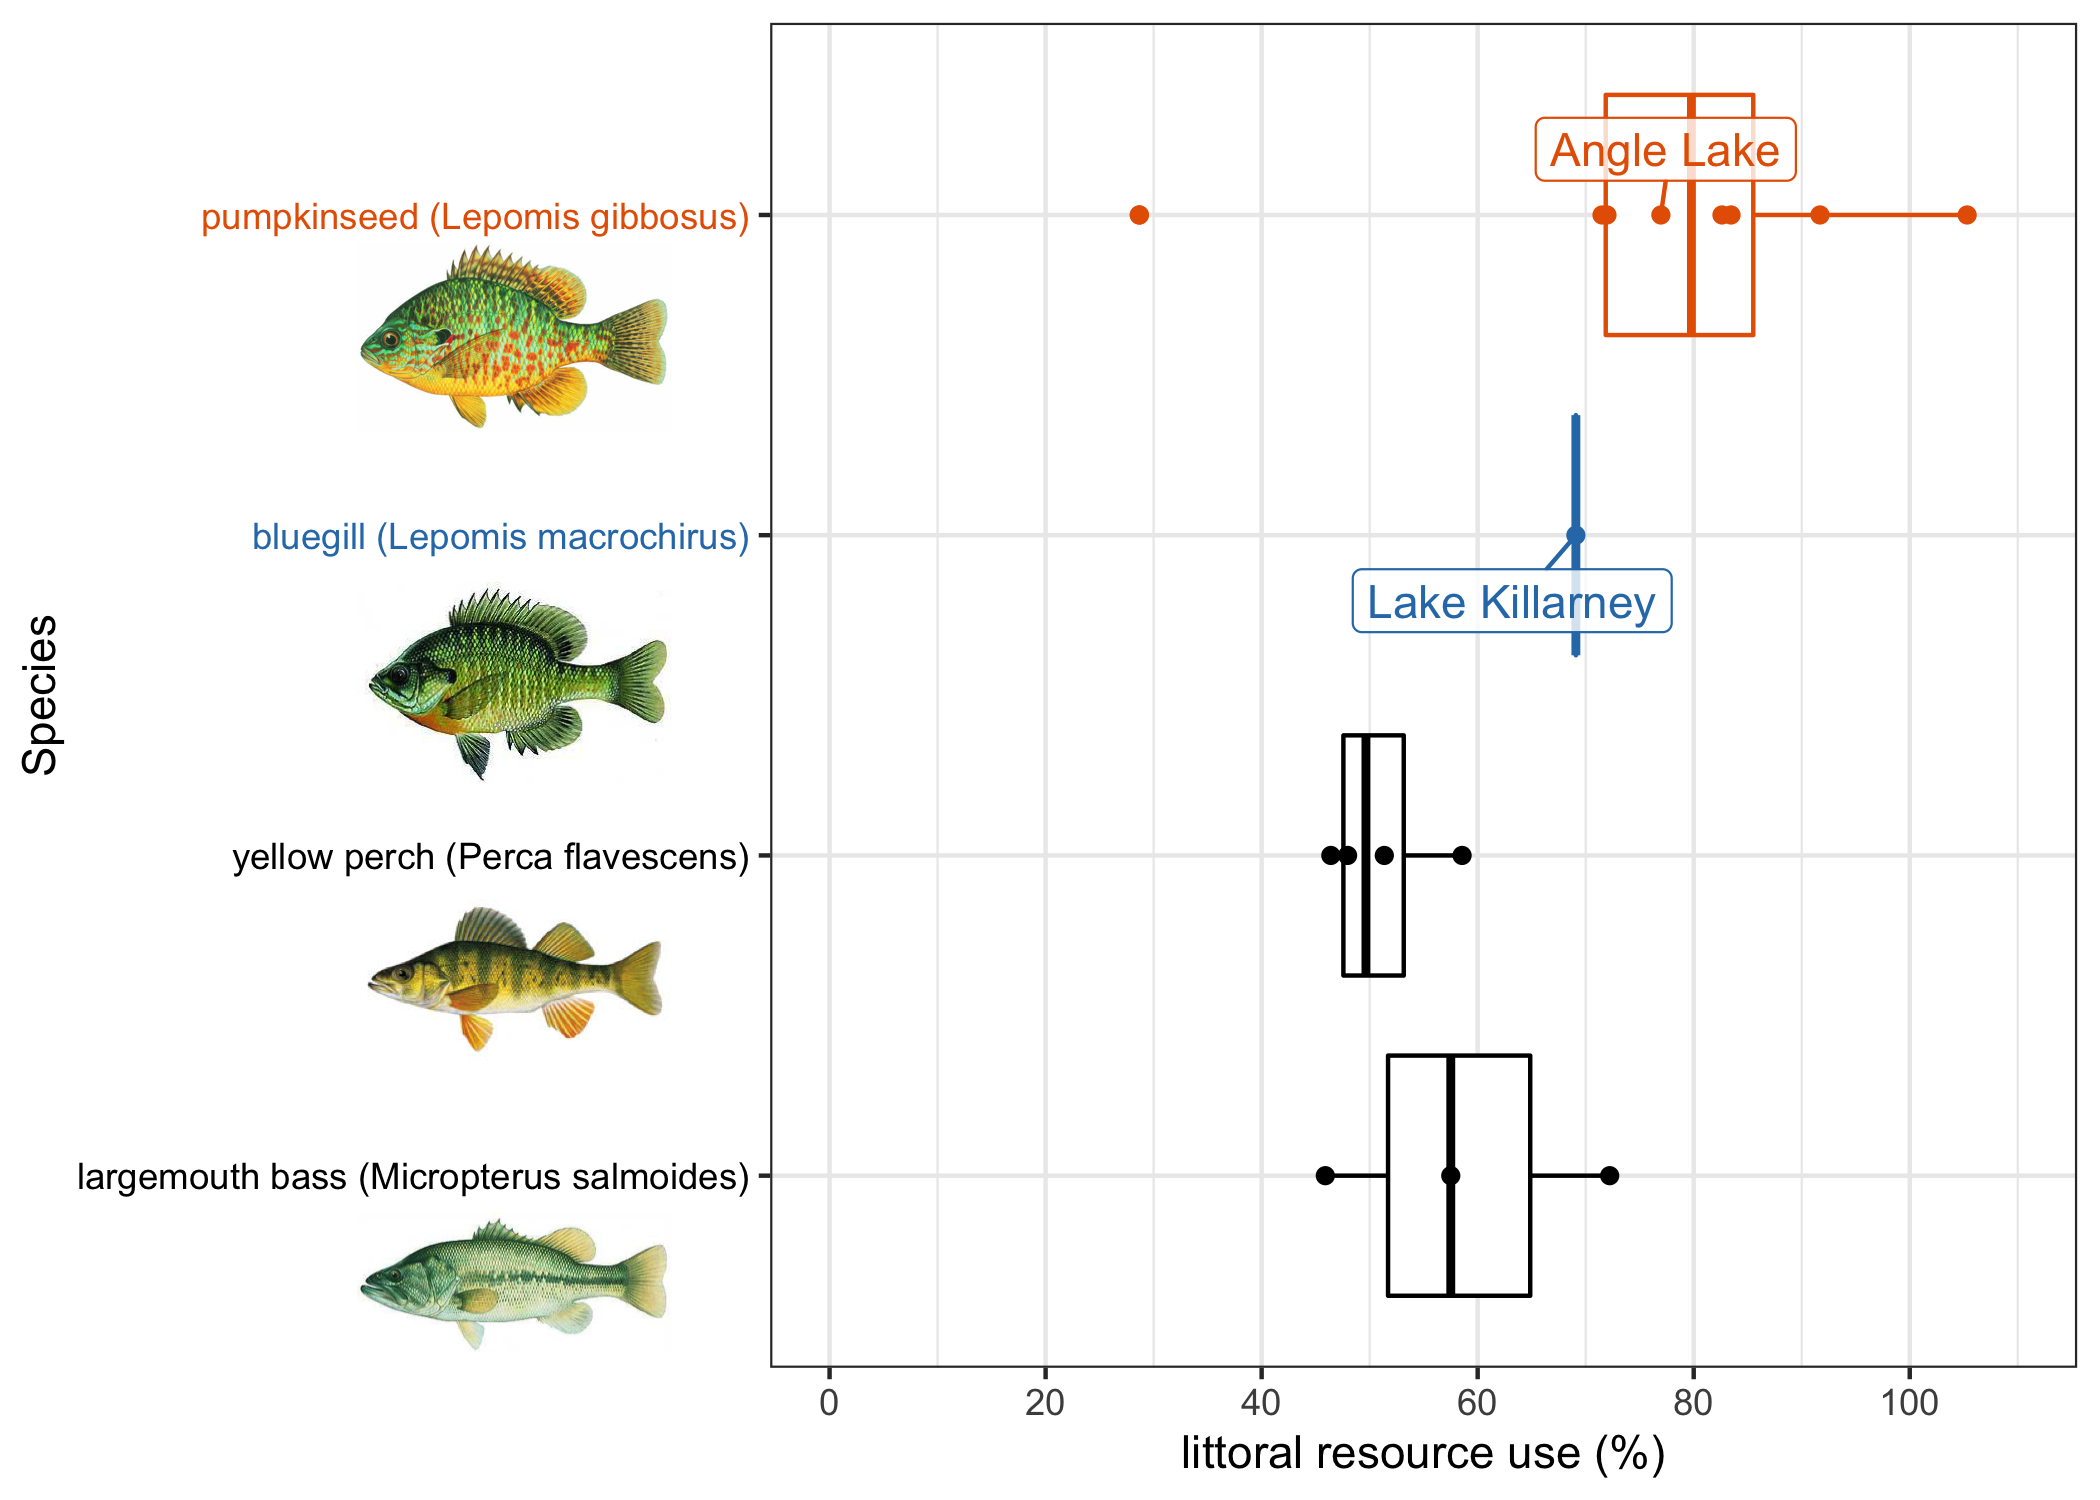 Species
pumpkinseed (Lepomis gibbosus)
bluegill (Lepomis macrochirus)
yellow perch (Perca flavescens)
largemouth bass (Micropterus salmoides)
Angle Lake
Lake Killarney
0 20 40 60 80 100
littoral resource use (%)